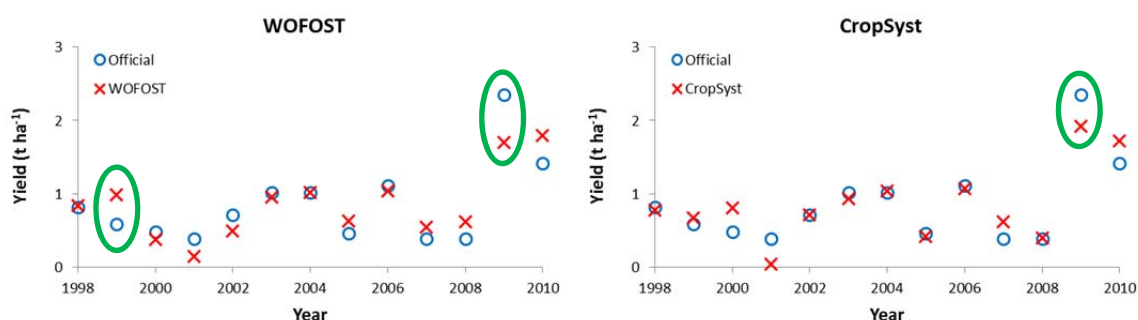 WOFOST
3
2
1
0
Yield (t ha⁻¹)
Official
WOFOST
1998 2000 2002 2004 2006 2008 2010
Year
CropSyst
3
2
1
0
Yield (t ha⁻¹)
Official
CropSyst
1998 2000 2002 2004 2006 2008 2010
Year